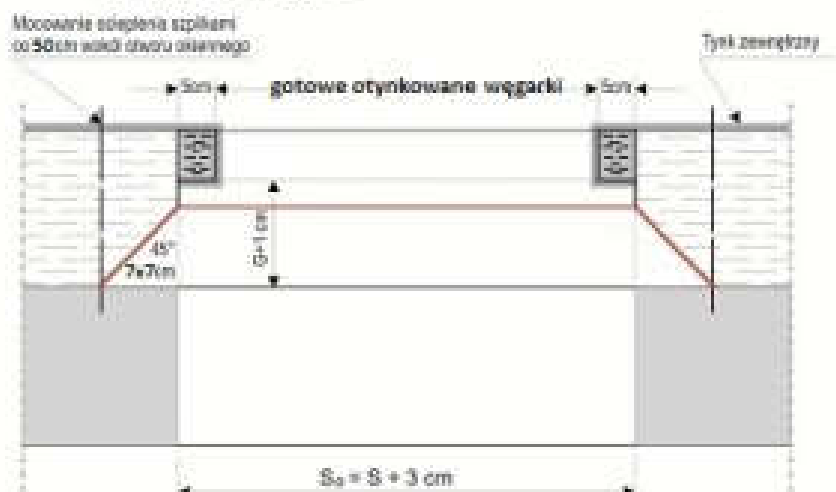 Mocowanie ocieplenia szpilkami
co 50cm wokół otworu okiennego
Tynk zewnętrzny
5cm
gotowe otynkowane węgarki
5cm
G+1 cm
45°
7x7cm
S₀ = S + 3 cm